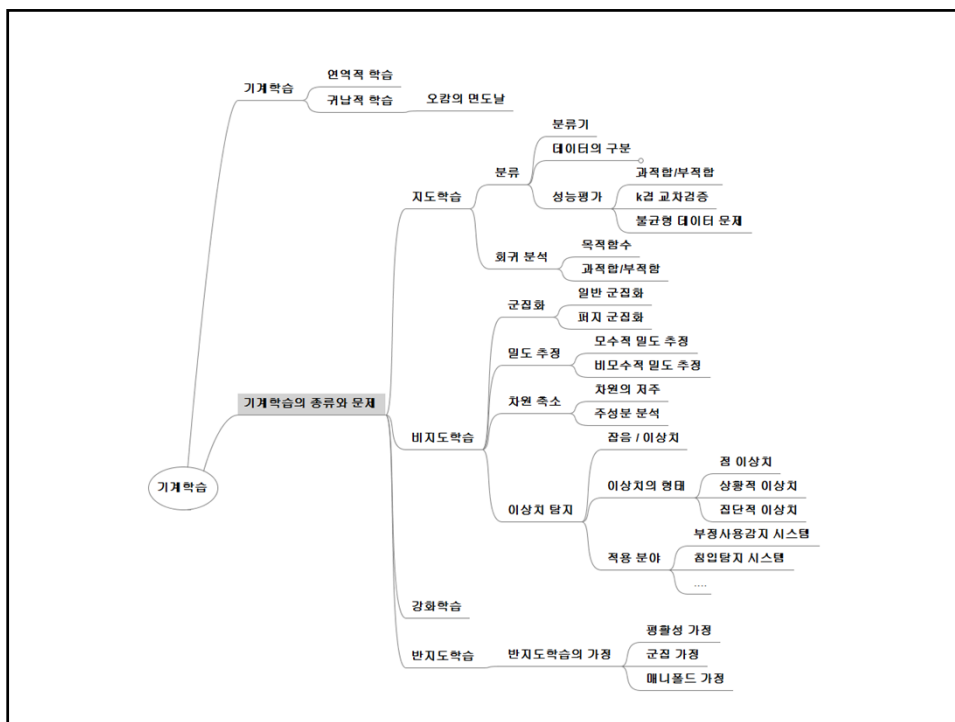 기계학습
연역적 학습
귀납적 학습
오캄의 면도날
기계학습의 종류와 문제
지도학습
분류
분류기
데이터의 구분
성능평가
과적합/부적합
k겹 교차검증
불균형 데이터 문제
회귀 분석
목적함수
과적합/부적합
비지도학습
군집화
일반 군집화
퍼지 군집화
밀도 추정
모수적 밀도 추정
비모수적 밀도 추정
차원 축소
차원의 저주
주성분 분석
이상치 탐지
잡음 / 이상치
이상치의 형태
점 이상치
상황적 이상치
집단적 이상치
적용 분야
부정사용감지 시스템
침입탐지 시스템
....
강화학습
반지도학습
반지도학습의 가정
평활성 가정
군집 가정
매니폴드 가정
기계학습